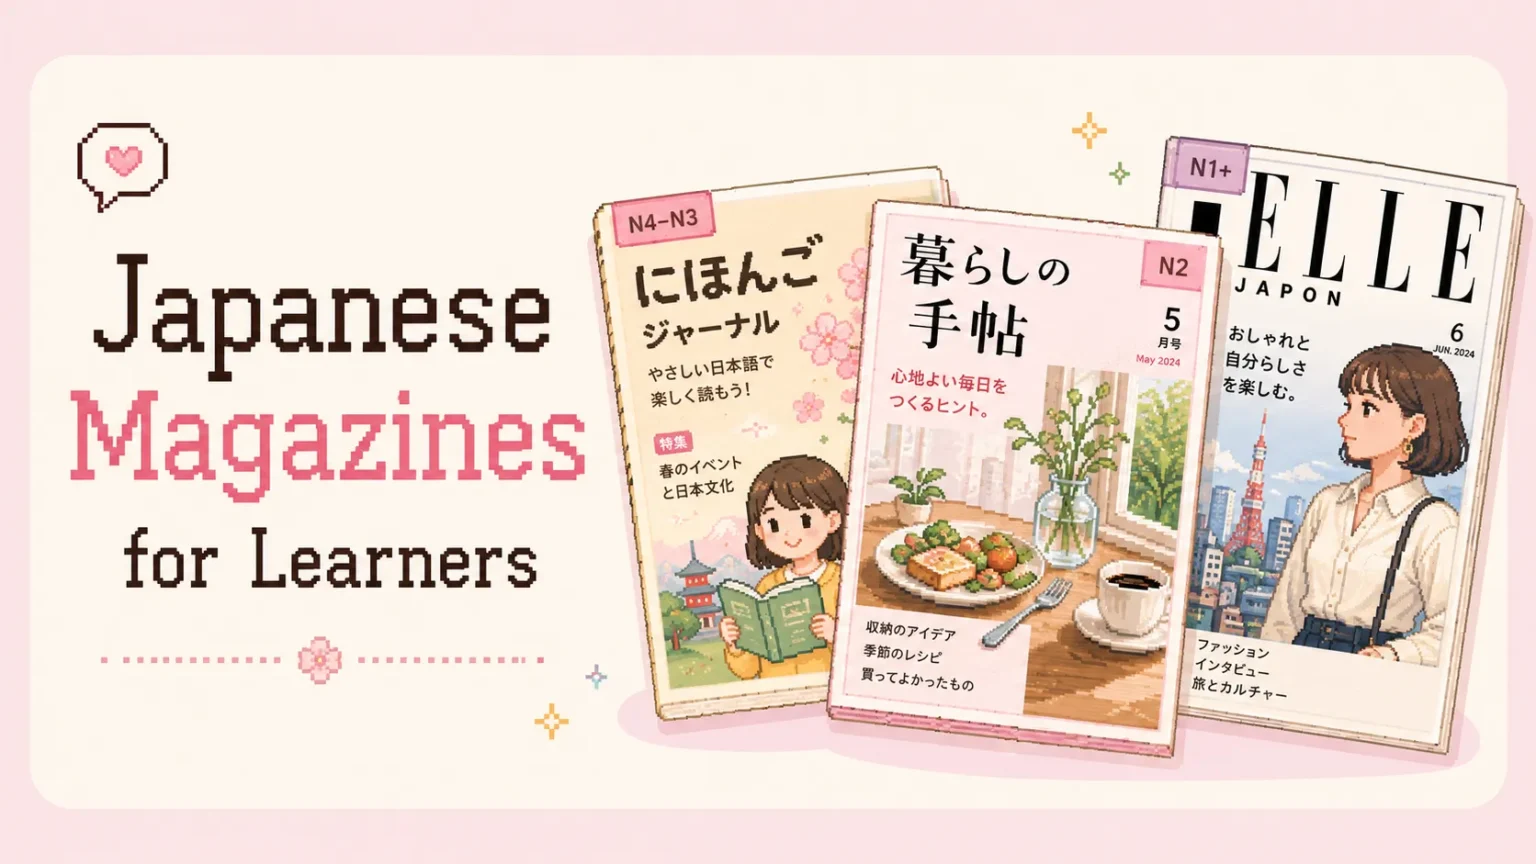 Japanese
Magazines
for Learners
N4–N3
にほんご
ジャーナル
やさしい日本語で
楽しく読もう!
特集
春のイベント
と日本文化
暮らしの
手帖
N2
5
月号
May 2024
心地よい毎日を
つくるヒント。
収納のアイデア
季節のレシピ
買ってよかったもの
N1+
ELLE
JAPON
6
JUN. 2024
おしゃれと
自分らしさ
を楽しむ。
ファッション
インタビュー
旅とカルチャー